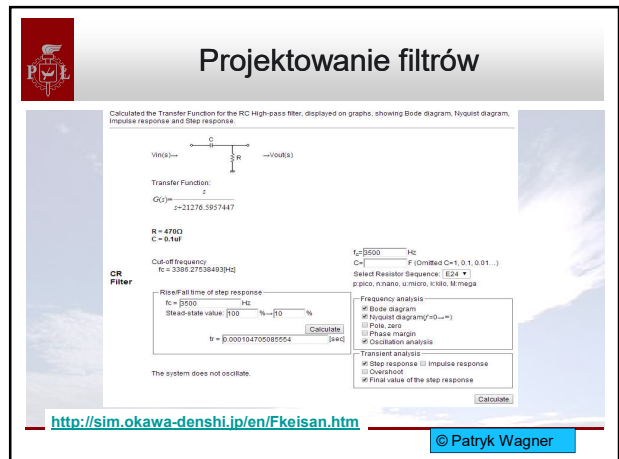 P Ł
Projektowanie filtrów
Calculated the Transfer Function for the RC High-pass filter, displayed on graphs, showing Bode diagram, Nyquist diagram,
Impulse response and Step response.
C
Vin(s)→
R
→Vout(s)
Transfer Function:
s
G(s)=
s+21276.5957447
R = 470Ω
C = 0.1uF
Cut-off frequency
fc = 3386.27538493[Hz]
CR
Filter
Rise/Fall time of step response
fc = 3500 Hz
Stead-state value: 100 %→10 %
Calculate
tr = 0.000104705085554 [sec]
The system does not oscillate.
fc= 3500 Hz
C= F (Omitted C=1, 0.1, 0.01...)
Select Resistor Sequence: E24
p:pico, n:nano, u:micro, k:kilo, M:mega
Frequency analysis
Bode diagram
Nyquist diagram(f=0→∞)
Pole, zero
Phase margin
Oscillation analysis
Transient analysis
Step response Impulse response
Overshoot
Final value of the step response
Calculate
http://sim.okawa-denshi.jp/en/Fkeisan.htm
© Patryk Wagner